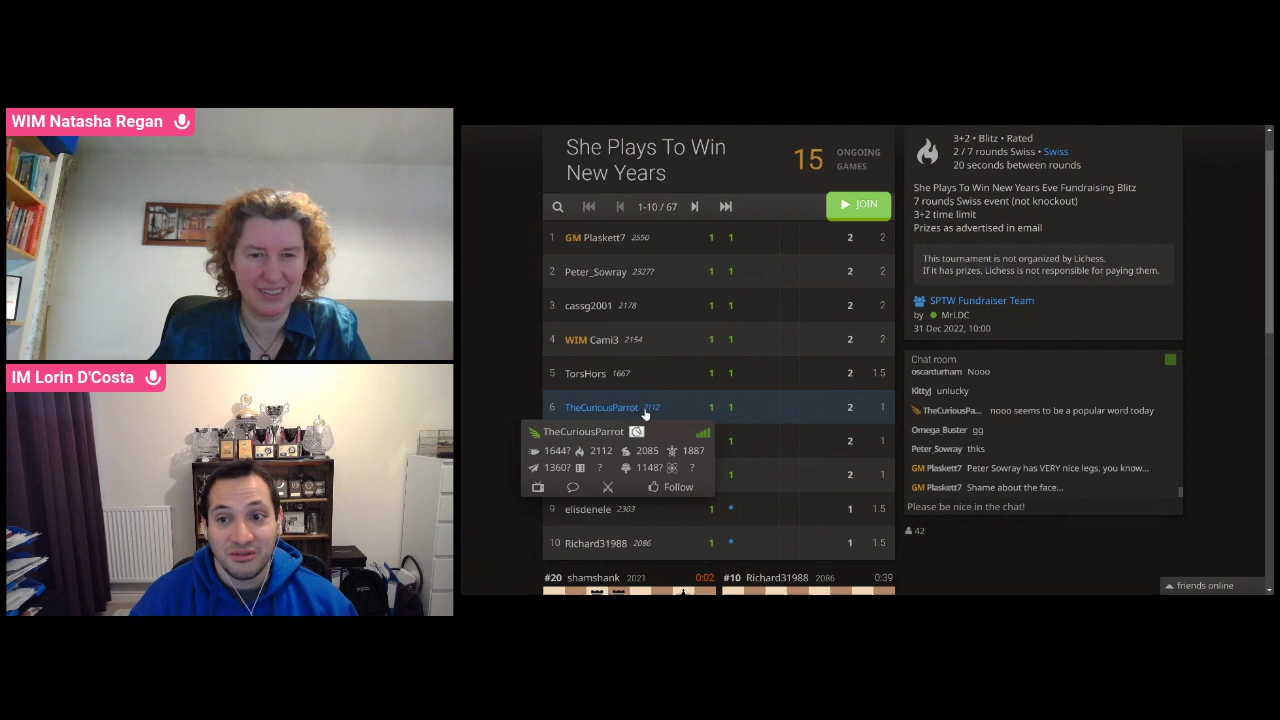 WIM Natasha Regan
IM Lorin D'Costa
She Plays To Win
New Years
15 ONGOING
GAMES
1-10 / 67
JOIN
1 GM Plaskett7 2550 1 1 2 2
2 Peter_Sowray 2327? 1 1 2 2
3 cassg2001 2178 1 1 2 2
4 WIM Cami3 2154 1 1 2 2
5 TorsHors 1667 1 1 2 1.5
6 TheCuriousParrot 2112 1 1 2 1
TheCuriousParrot
1 2 1
1644? 2112 2085 1887
1360? ? 1148? ?
1 2 1
Follow
9 elisdenele 2303 1 * 1 1.5
10 Richard31988 2086 1 * 1 1.5
#20 shamshank 2021 0:02
#10 Richard31988 2086 0:39
3+2 • Blitz • Rated
2 / 7 rounds Swiss • Swiss
20 seconds between rounds
She Plays To Win New Years Eve Fundraising Blitz
7 rounds Swiss event (not knockout)
3+2 time limit
Prizes as advertised in email
This tournament is not organized by Lichess.
If it has prizes, Lichess is not responsible for paying them.
SPTW Fundraiser Team
by MrLDC
31 Dec 2022, 10:00
Chat room
oscardurham Nooo
KittyJ unlucky
TheCuriousPa... nooo seems to be a popular word today
Omega_Buster gg
Peter_Sowray thks
GM Plaskett7 Peter Sowray has VERY nice legs, you know...
GM Plaskett7 Shame about the face...
Please be nice in the chat!
42
friends online